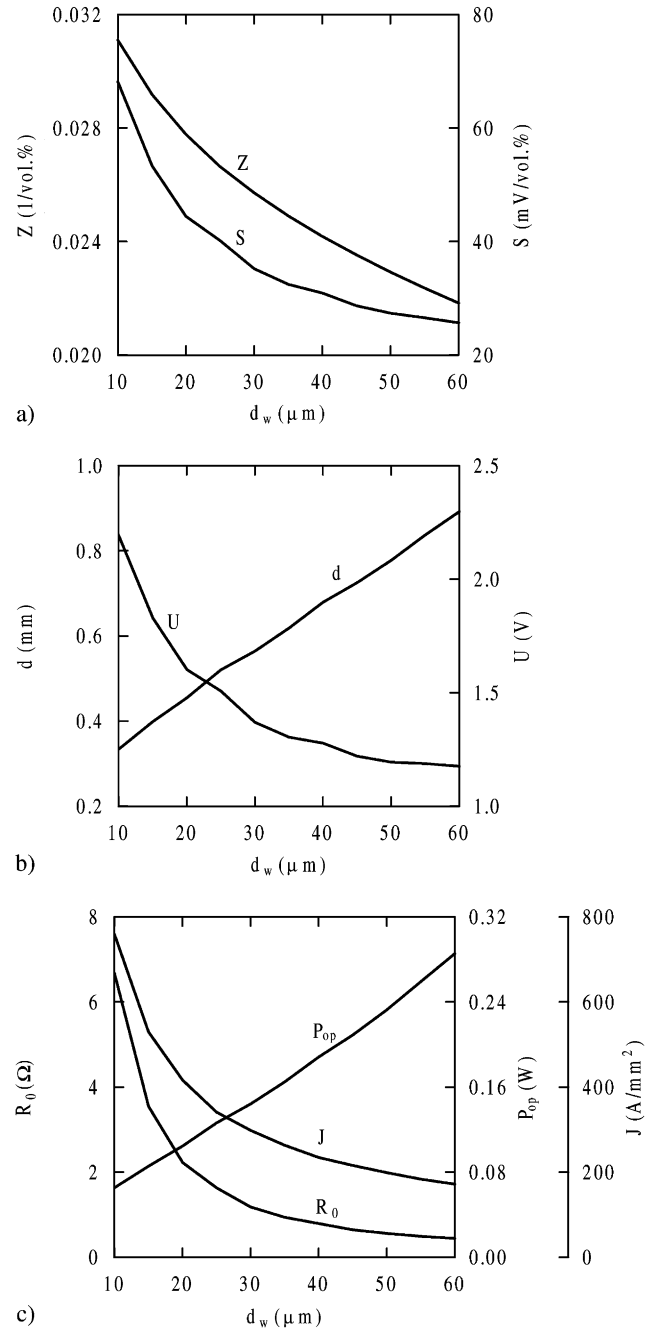 0.032
80
Z (1/vol.%)
0.028
60
S (mV/vol.%)
Z
S
0.024
40
0.020
20
10 20 30 40 50 60
a)
d w (μm)
1.0
2.5
0.8
2.0
d
U
d (mm)
0.6
U (V)
1.5
0.4
0.2
1.0
10 20 30 40 50 60
b)
d w (μm)
8
0.32
800
6
0.24
600
P op
R 0 (Ω)
4
0.16
P op (W)
400
J (A/mm2)
J
2
0.08
200
R 0
0
0.00
0
10 20 30 40 50 60
c)
d w (μm)